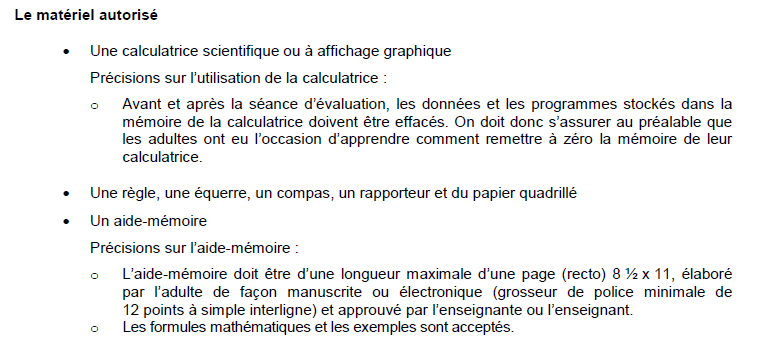 Le matériel autorisé
• Une calculatrice scientifique ou à affichage graphique
Précisions sur l’utilisation de la calculatrice :
o Avant et après la séance d’évaluation, les données et les programmes stockés dans la
mémoire de la calculatrice doivent être effacés. On doit donc s’assurer au préalable que
les adultes ont eu l’occasion d’apprendre comment remettre à zéro la mémoire de leur
calculatrice.
• Une règle, une équerre, un compas, un rapporteur et du papier quadrillé
• Un aide-mémoire
Précisions sur l’aide-mémoire :
o L’aide-mémoire doit être d’une longueur maximale d’une page (recto) 8 ½ x 11, élaboré
par l’adulte de façon manuscrite ou électronique (grosseur de police minimale de
12 points à simple interligne) et approuvé par l’enseignante ou l’enseignant.
o Les formules mathématiques et les exemples sont acceptés.